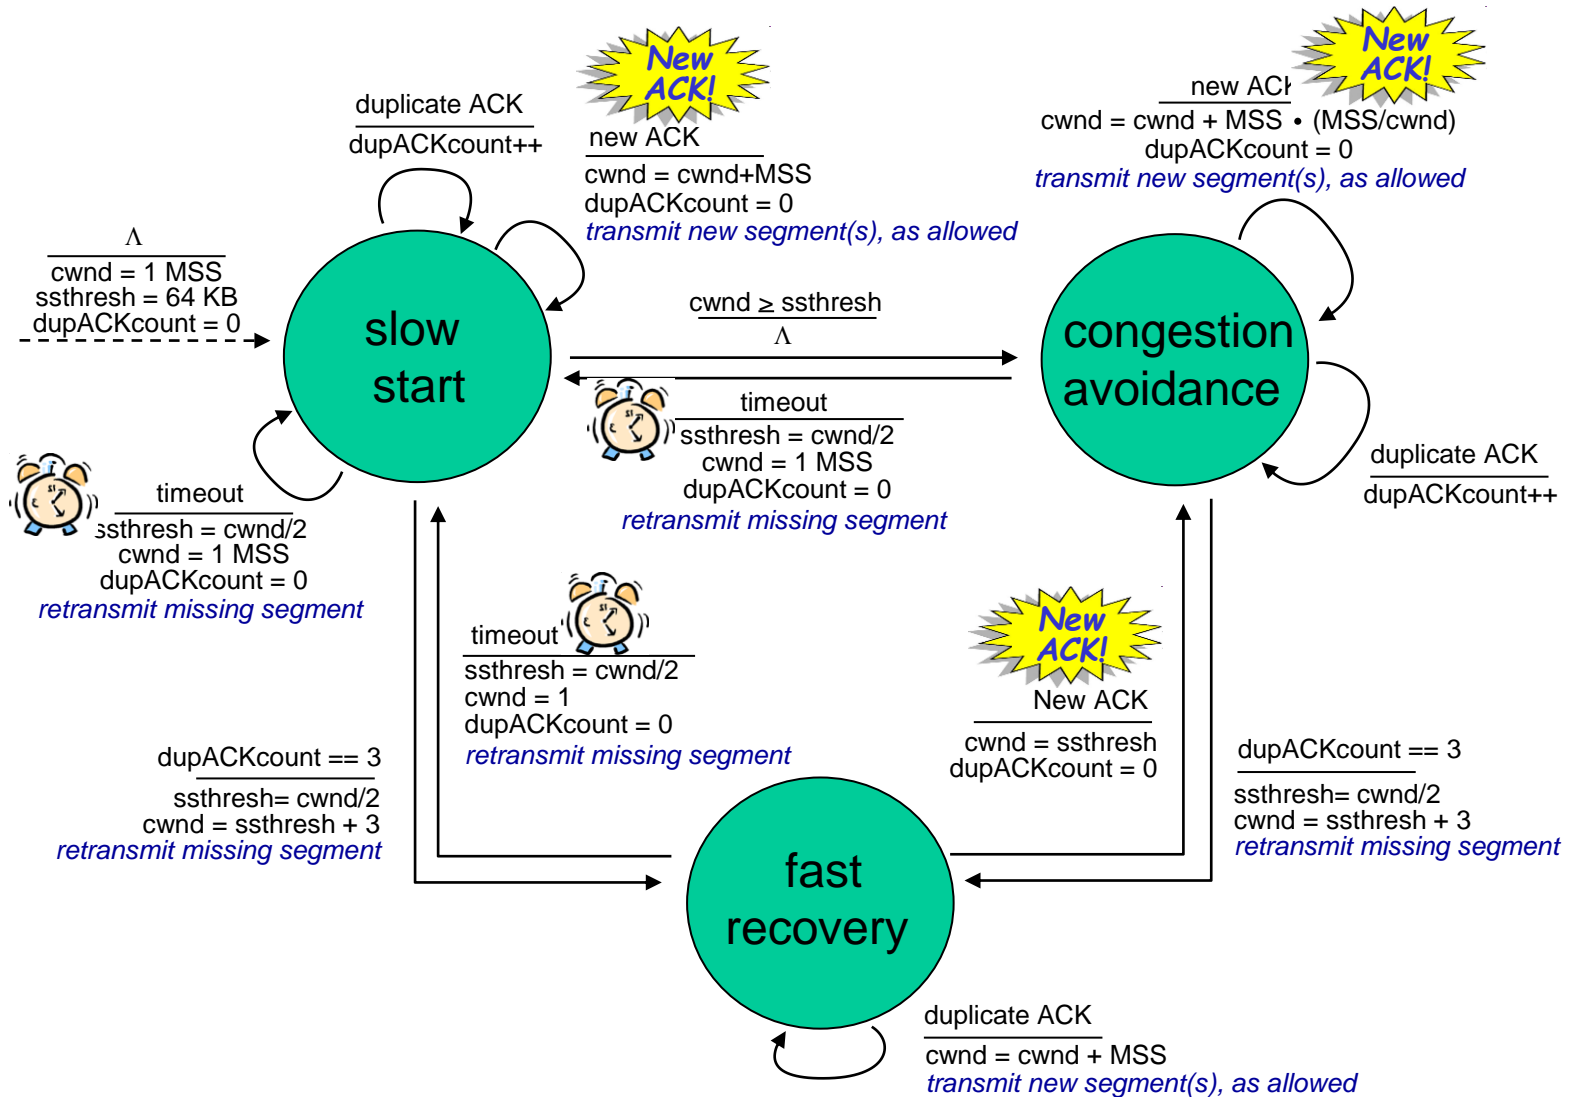 New
ACK!
duplicate ACK
dupACKcount++
new ACK
cwnd = cwnd+MSS
dupACKcount = 0
transmit new segment(s), as allowed
New
ACK!
new ACK
cwnd = cwnd + MSS • (MSS/cwnd)
dupACKcount = 0
transmit new segment(s), as allowed
Λ
cwnd = 1 MSS
ssthresh = 64 KB
dupACKcount = 0
slow
start
cwnd ≥ ssthresh
Λ
congestion
avoidance
timeout
ssthresh = cwnd/2
cwnd = 1 MSS
dupACKcount = 0
retransmit missing segment
duplicate ACK
dupACKcount++
timeout
ssthresh = cwnd/2
cwnd = 1 MSS
dupACKcount = 0
retransmit missing segment
timeout
ssthresh = cwnd/2
cwnd = 1
dupACKcount = 0
retransmit missing segment
New
ACK!
New ACK
cwnd = ssthresh
dupACKcount = 0
dupACKcount == 3
ssthresh= cwnd/2
cwnd = ssthresh + 3
retransmit missing segment
dupACKcount == 3
ssthresh= cwnd/2
cwnd = ssthresh + 3
retransmit missing segment
fast
recovery
duplicate ACK
cwnd = cwnd + MSS
transmit new segment(s), as allowed